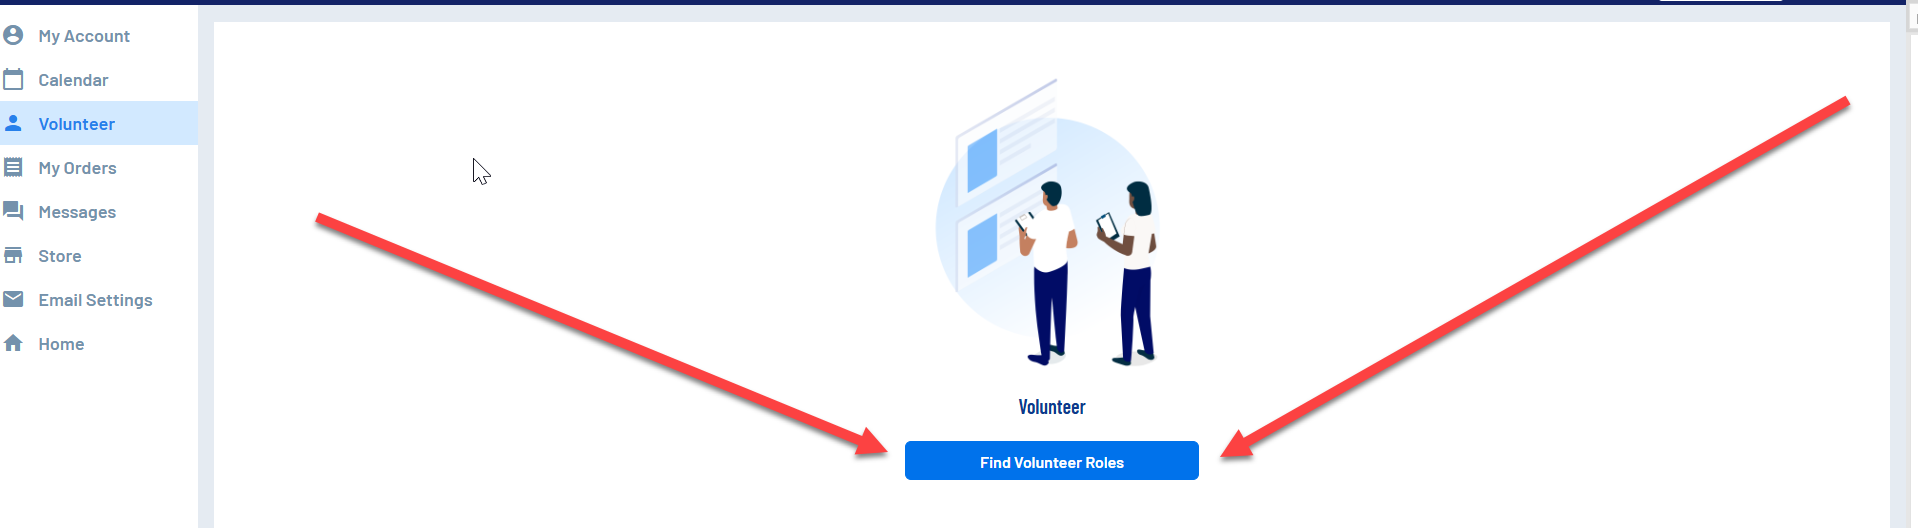 My Account
Calendar
Volunteer
My Orders
Messages
Store
Email Settings
Home
Volunteer
Find Volunteer Roles